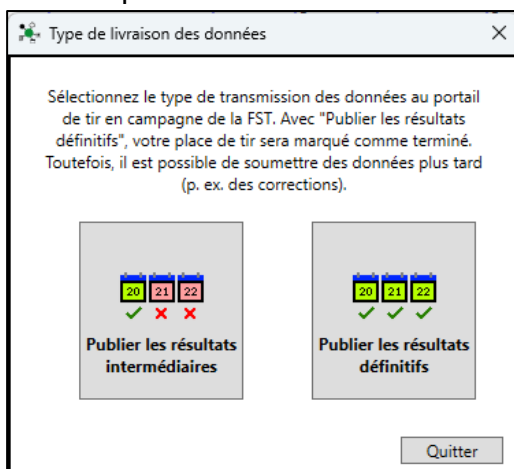 Type de livraison des données
Sélectionnez le type de transmission des données au portail
de tir en campagne de la FST. Avec "Publier les résultats
définitifs", votre place de tir sera marqué comme terminé.
Toutefois, il est possible de soumettre des données plus tard
(p. ex. des corrections).
20 21 22
Publier les résultats
intermédiaires
20 21 22
Publier les résultats
définitifs
Quitter